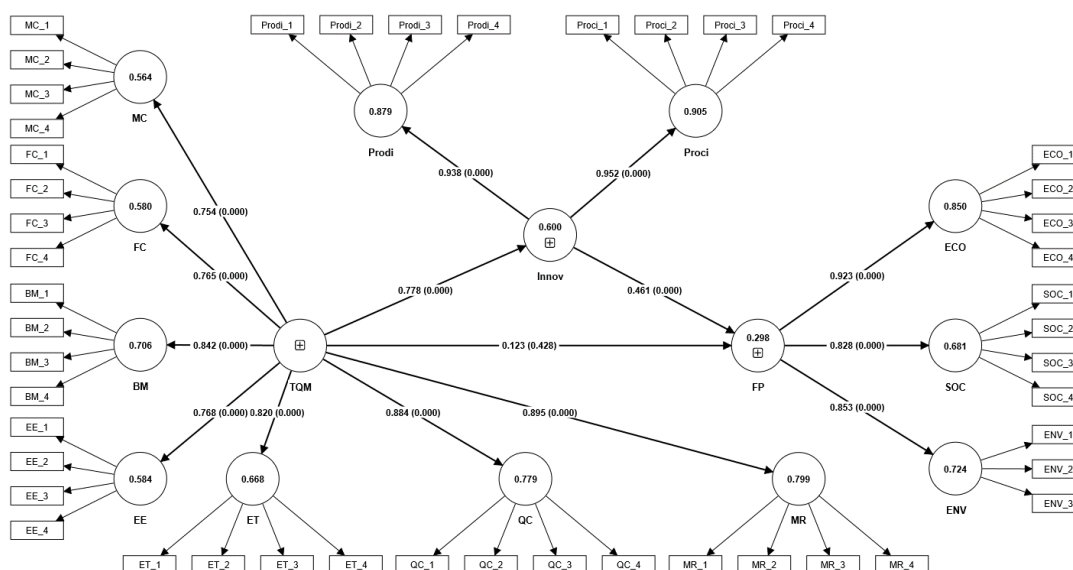 MC_1
MC_2
MC_3
MC_4
0.564
MC
Prodi_1
Prodi_2
Prodi_3
Prodi_4
0.879
Prodi
Proci_1
Proci_2
Proci_3
Proci_4
0.905
Proci
0.938 (0.000)
0.952 (0.000)
FC_1
FC_2
FC_3
FC_4
0.580
FC
0.754 (0.000)
0.765 (0.000)
0.600
Innov
0.778 (0.000)
0.461 (0.000)
ECO_1
ECO_2
ECO_3
ECO_4
0.850
ECO
0.923 (0.000)
BM_1
BM_2
BM_3
BM_4
0.706
BM
0.842 (0.000)
TQM
0.123 (0.428)
0.298
FP
0.828 (0.000)
0.681
SOC
SOC_1
SOC_2
SOC_3
SOC_4
0.853 (0.000)
EE_1
EE_2
EE_3
EE_4
0.584
EE
0.768 (0.000)
0.820 (0.000)
0.884 (0.000)
0.895 (0.000)
0.668
ET
0.779
QC
0.799
MR
0.724
ENV
ENV_1
ENV_2
ENV_3
ET_1
ET_2
ET_3
ET_4
QC_1
QC_2
QC_3
QC_4
MR_1
MR_2
MR_3
MR_4